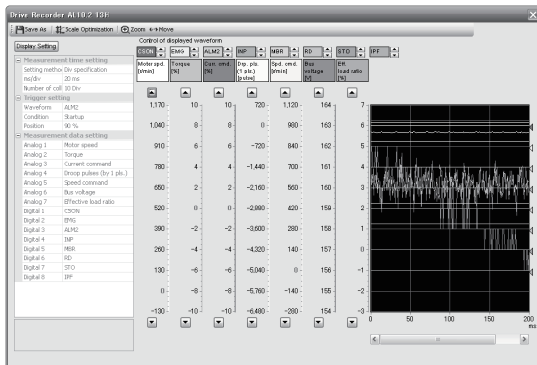 Drive Recorder AL10.2 13H
Save As Scale Optimization Zoom Move
Display Setting
Measurement time setting
Setting metho Div specification
ms/div 20 ms
Number of coll 10 Div
Trigger setting
Waveform ALM2
Condition Startup
Position 90 %
Measurement data setting
Analog 1 Motor speed
Analog 2 Torque
Analog 3 Current command
Analog 4 Droop pulses (by 1 pls.)
Analog 5 Speed command
Analog 6 Bus voltage
Analog 7 Effective load ratio
Digital 1 CSON
Digital 2 EMG
Digital 3 ALM2
Digital 4 INP
Digital 5 MBR
Digital 6 RD
Digital 7 STO
Digital 8 IPF
Control of displayed waveform
CSON EMG ALM2 INP MBR RD STO IPF
Motor spd. [r/min] Torque [%] Curr. cmd. [%] Drp. pls. (1 pls.) [pulse] Spd. cmd. [r/min] Bus voltage [V] Eff. load ratio [%]
1,170 10 10 720 1,120 164 7
1,040 8 8 0 980 163 6
910 6 6 -720 840 162 5
780 4 4 -1,440 700 161 4
650 2 2 -2,160 560 160 3
520 0 0 -2,880 420 159 2
390 -2 -2 -3,600 280 158 1
260 -4 -4 -4,320 140 157 0
130 -6 -6 -5,040 0 156 -1
0 -8 -8 -5,760 -140 155 -2
-130 -10 -10 -6,480 -280 154 -3
0 50 100 150 200
ms